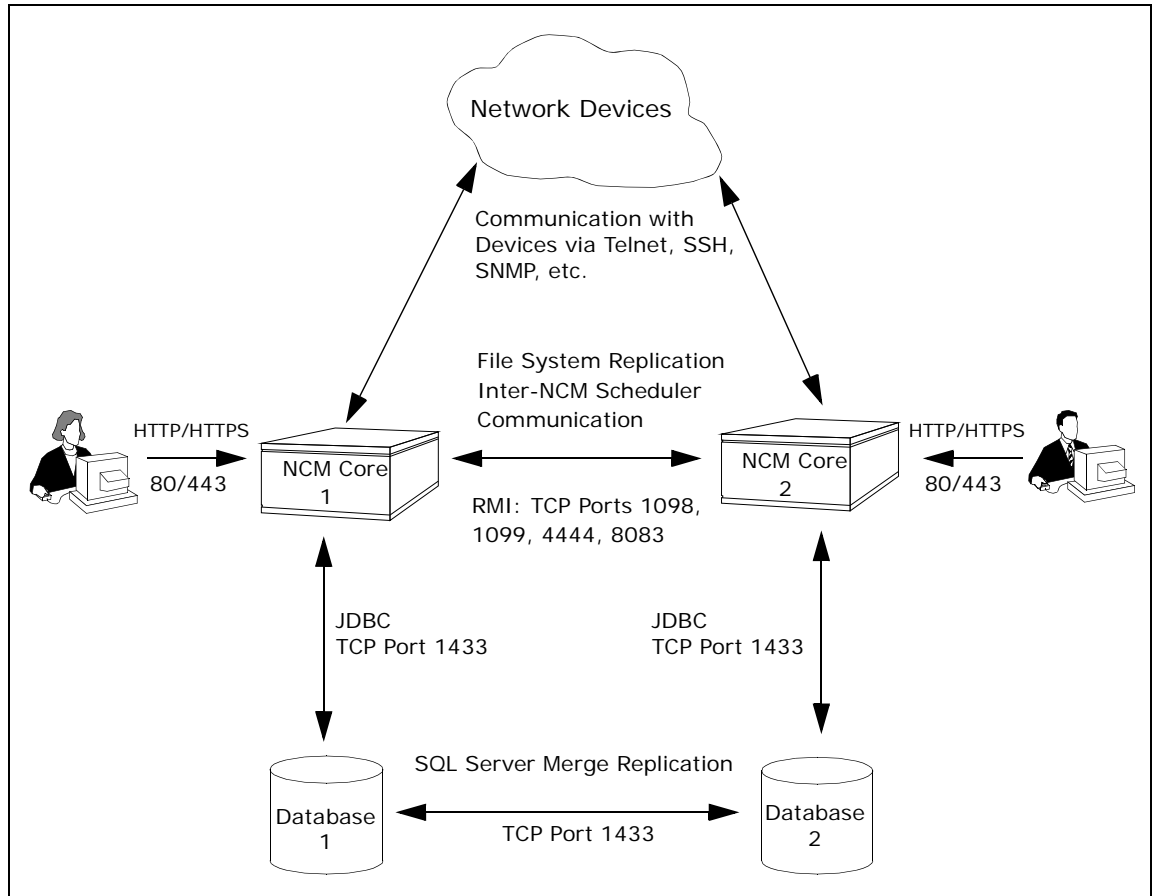 Network Devices
Communication with
Devices via Telnet, SSH,
SNMP, etc.
File System Replication
Inter-NCM Scheduler
Communication
HTTP/HTTPS
80/443
NCM Core
1
RMI: TCP Ports 1098,
1099, 4444, 8083
NCM Core
2
HTTP/HTTPS
80/443
JDBC
TCP Port 1433
JDBC
TCP Port 1433
SQL Server Merge Replication
Database
1
TCP Port 1433
Database
2